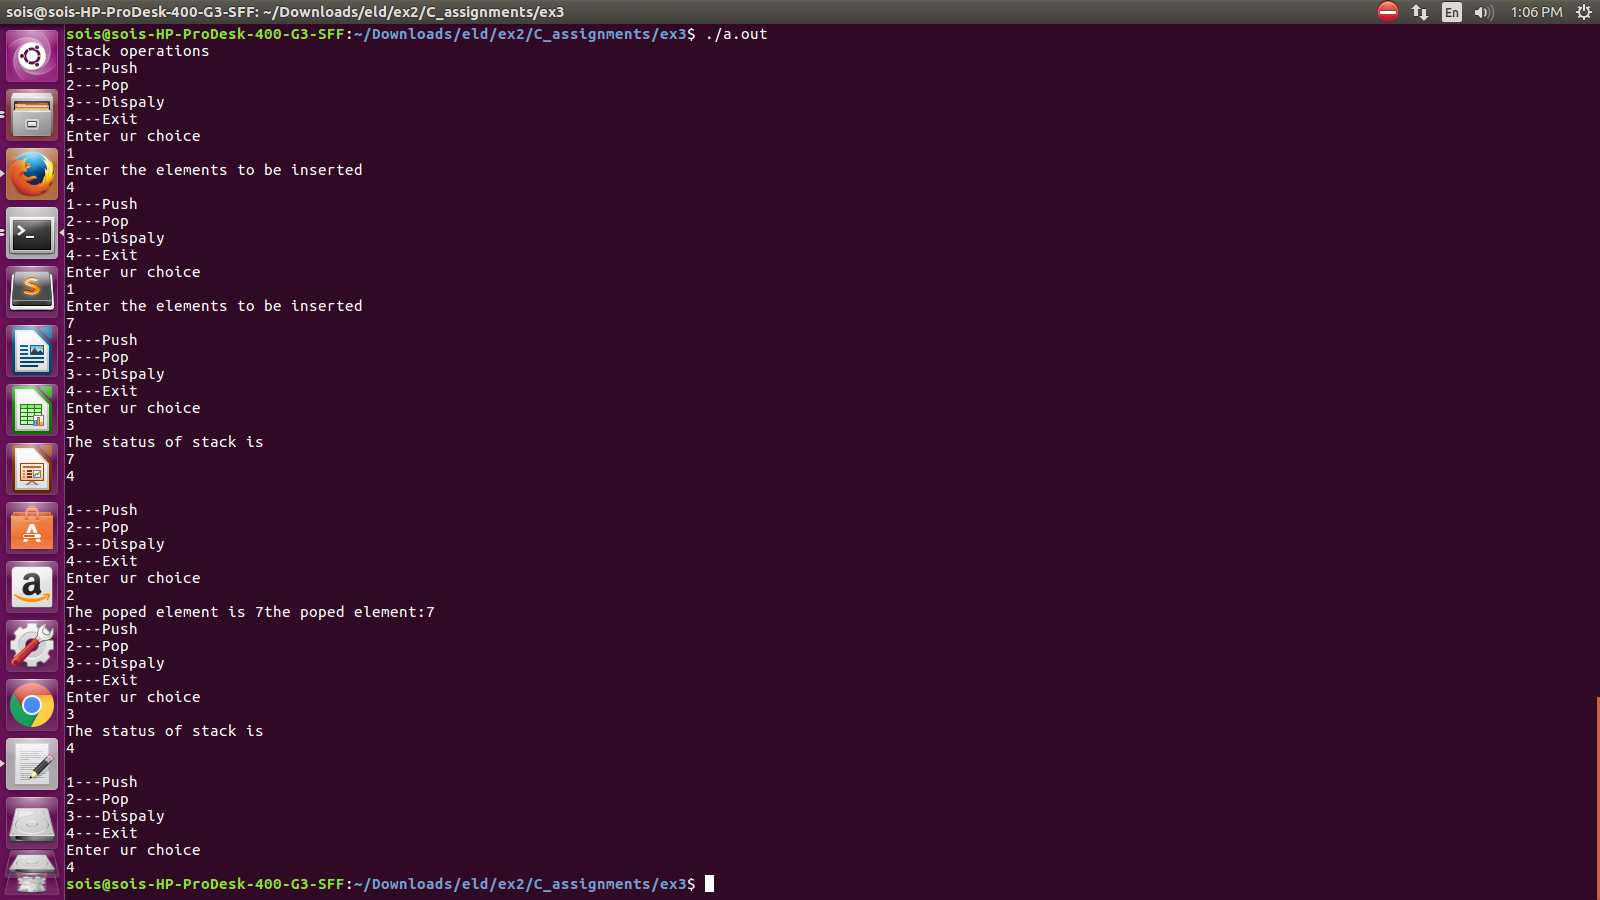 sois@sois-HP-ProDesk-400-G3-SFF: ~/Downloads/eld/ex2/C_assignments/ex3
En
1:06 PM
sois@sois-HP-ProDesk-400-G3-SFF:~/Downloads/eld/ex2/C_assignments/ex3$ ./a.out
Stack operations
1---Push
2---Pop
3---Dispaly
4---Exit
Enter ur choice
1
Enter the elements to be inserted
4
1---Push
2---Pop
3---Dispaly
4---Exit
Enter ur choice
1
Enter the elements to be inserted
7
1---Push
2---Pop
3---Dispaly
4---Exit
Enter ur choice
3
The status of stack is
7
4
1---Push
2---Pop
3---Dispaly
4---Exit
Enter ur choice
2
The poped element is 7the poped element:7
1---Push
2---Pop
3---Dispaly
4---Exit
Enter ur choice
3
The status of stack is
4
1---Push
2---Pop
3---Dispaly
4---Exit
Enter ur choice
4
sois@sois-HP-ProDesk-400-G3-SFF:~/Downloads/eld/ex2/C_assignments/ex3$